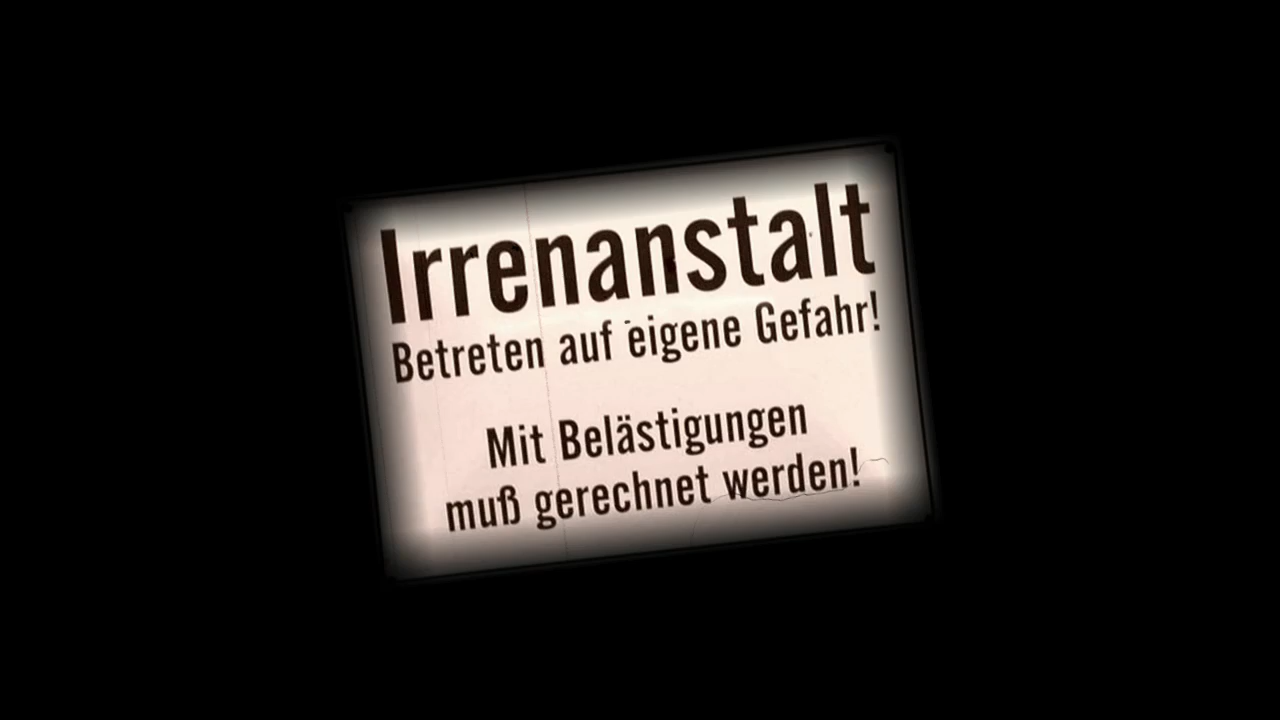 Irrenanstalt
Betreten auf eigene Gefahr!
Mit Belästigungen
muß gerechnet werden!